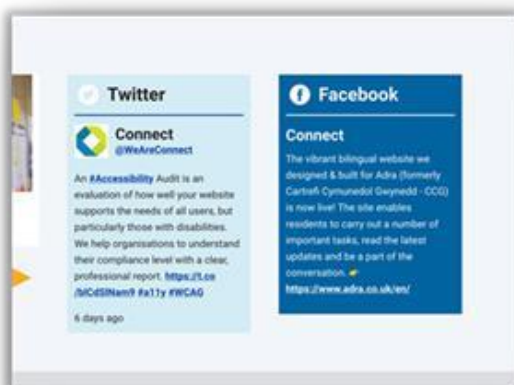 Twitter
Connect
@WeAreConnect
An #Accessibility Audit is an
evaluation of how well your website
supports the needs of all users, but
particularly those with disabilities.
We help organisations to understand
their compliance level with a clear,
professional report. https://t.co
/blCdSlNam9 #a11y #WCAG
6 days ago
Facebook
Connect
The vibrant bilingual website we
designed & built for Adra (formerly
Cartrefi Cymunedol Gwynedd - CCG)
is now live! The site enables
residents to carry out a number of
important tasks, read the latest
updates and be a part of the
conversation.
https://www.adra.co.uk/en/